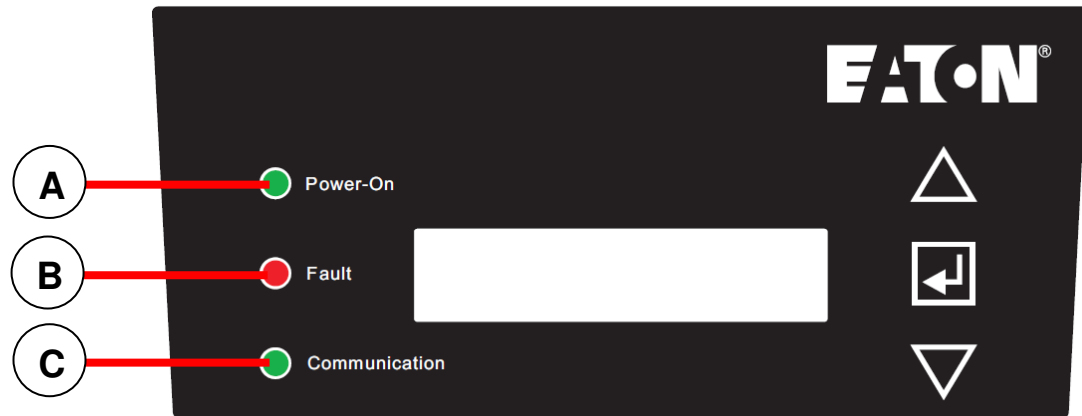 EATON®
A
Power-On
B
Fault
C
Communication